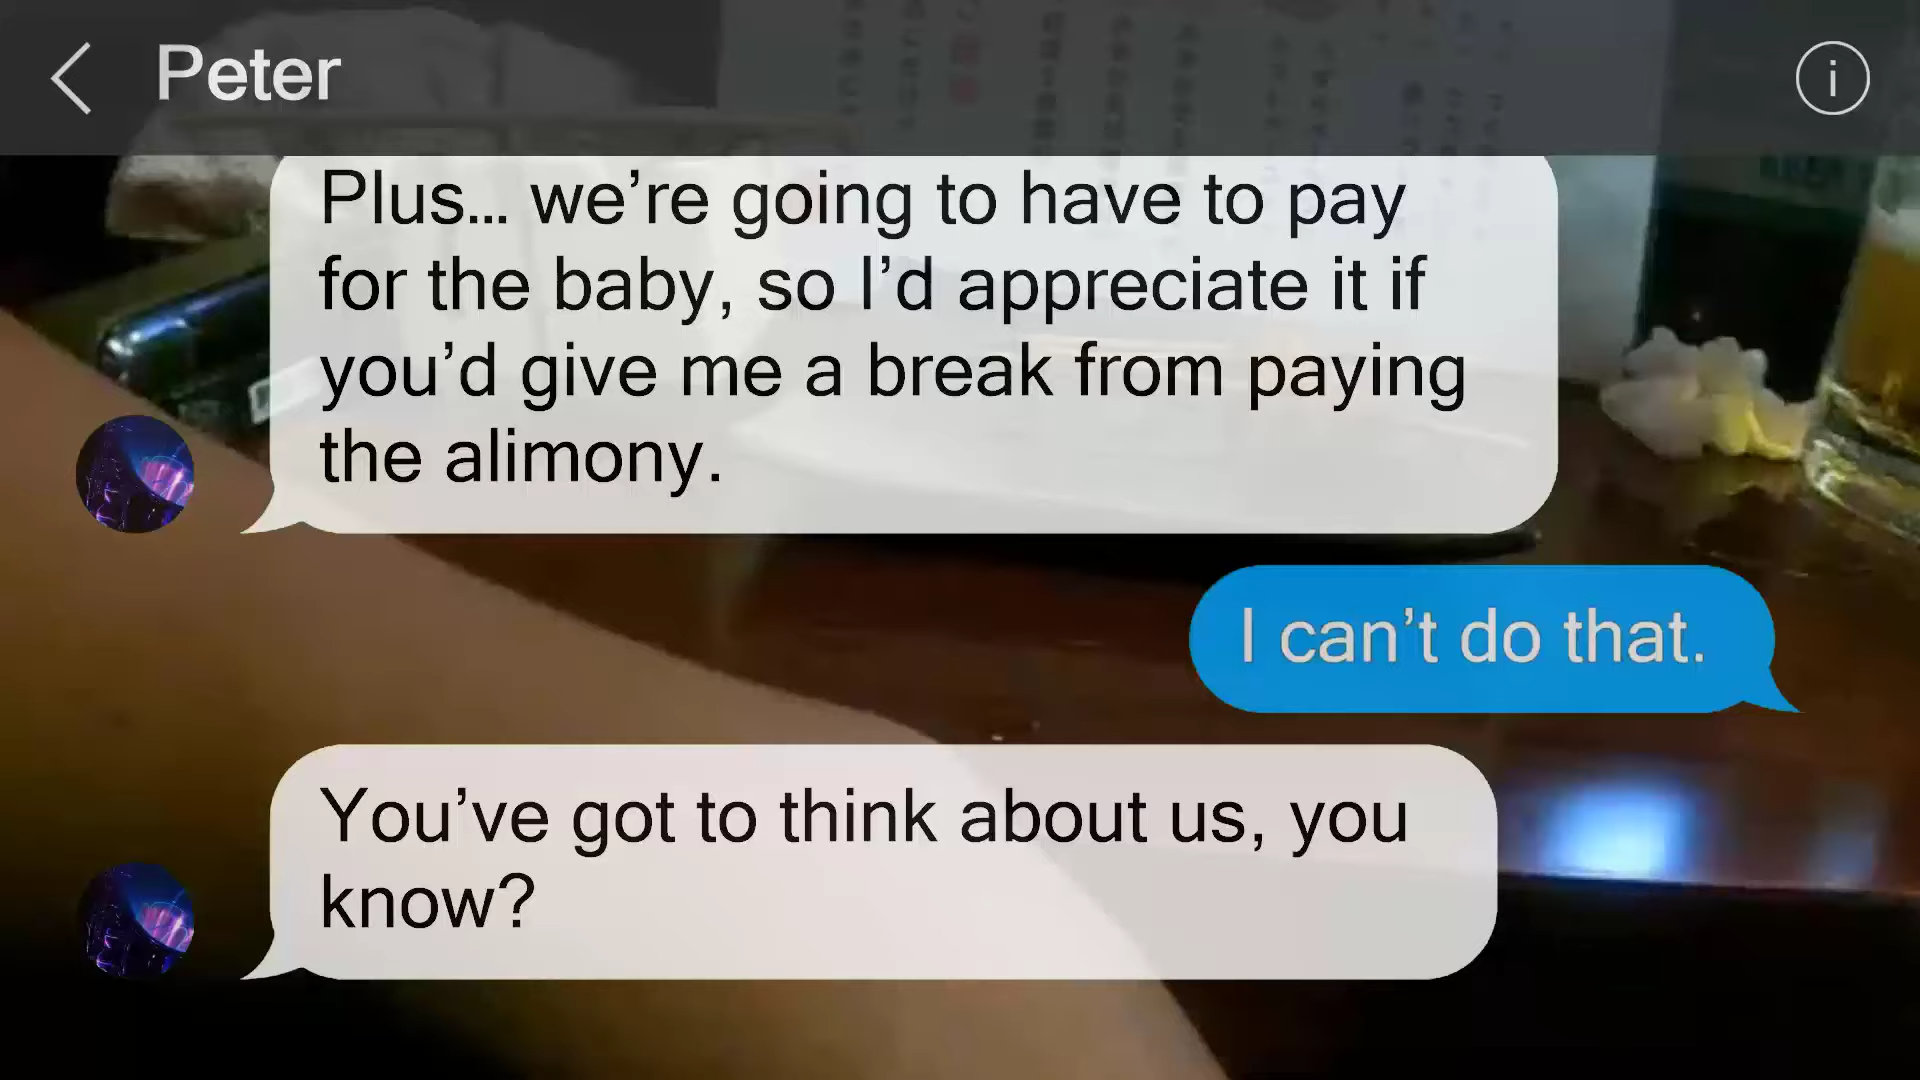 Peter
Plus... we're going to have to pay
for the baby, so I'd appreciate it if
you'd give me a break from paying
the alimony.
I can't do that.
You've got to think about us, you
know?